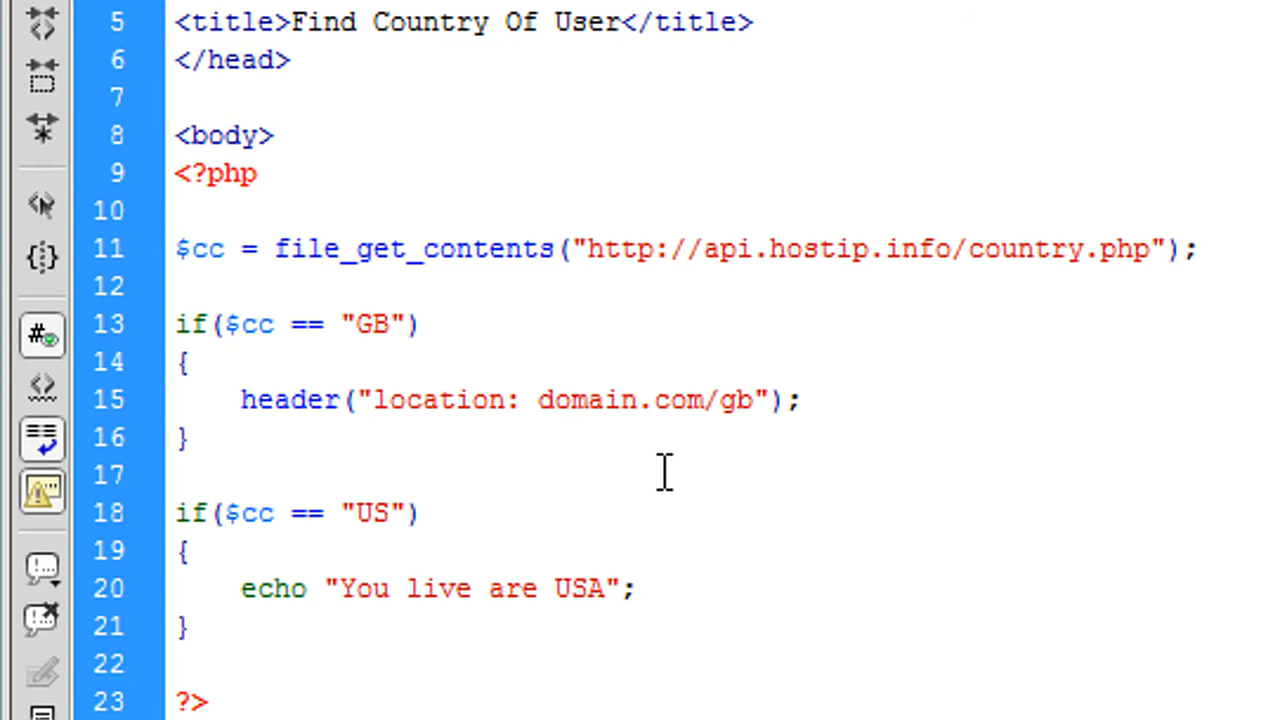 5 <title>Find Country Of User</title>
6 </head>
7
8 <body>
9 <?php
10
11 $cc = file_get_contents("http://api.hostip.info/country.php");
12
13 if($cc == "GB")
14 {
15 header("location: domain.com/gb");
16 }
17
18 if($cc == "US")
19 {
20 echo "You live are USA";
21 }
22
23 ?>